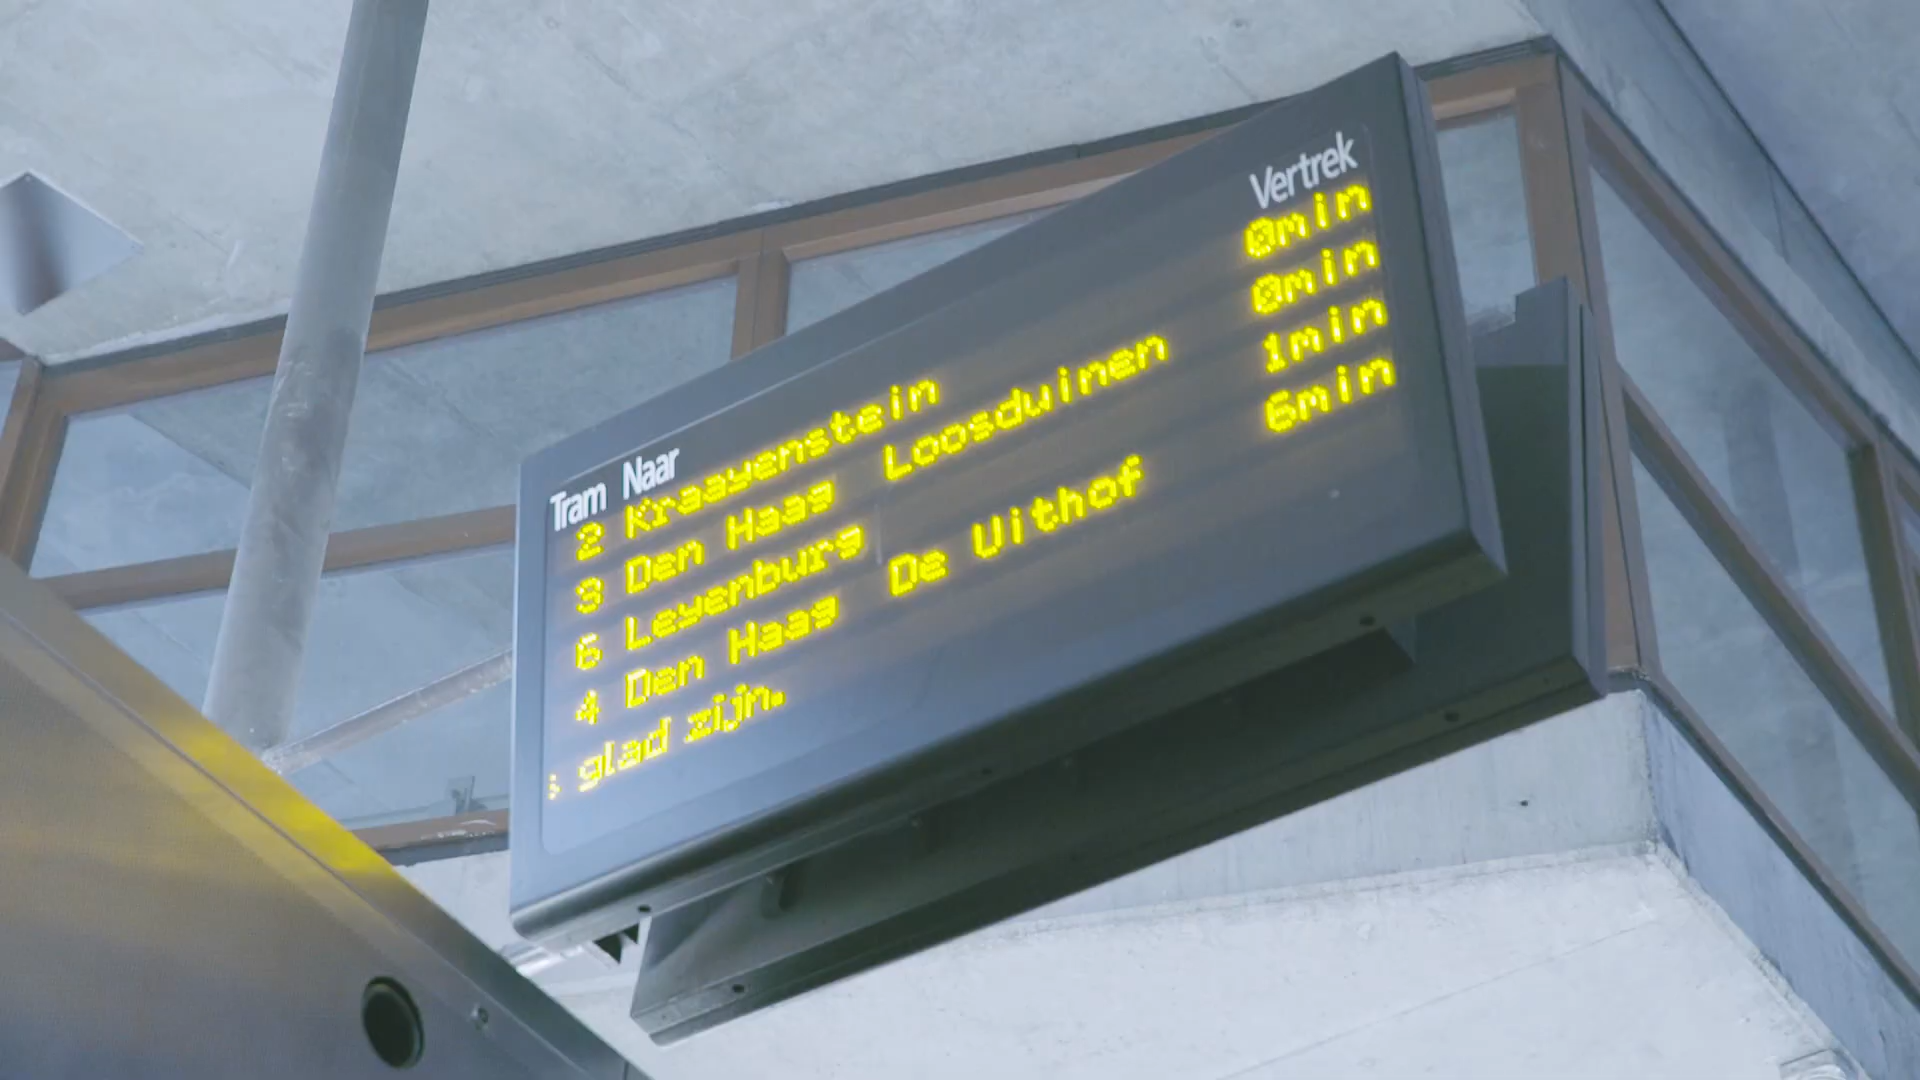 Tram Naar Vertrek
2 Kraayenstein 0min
3 Den Haag Loosduinen 0min
6 Leyenburg 1min
4 Den Haag De Uithof 6min
glad zijn.